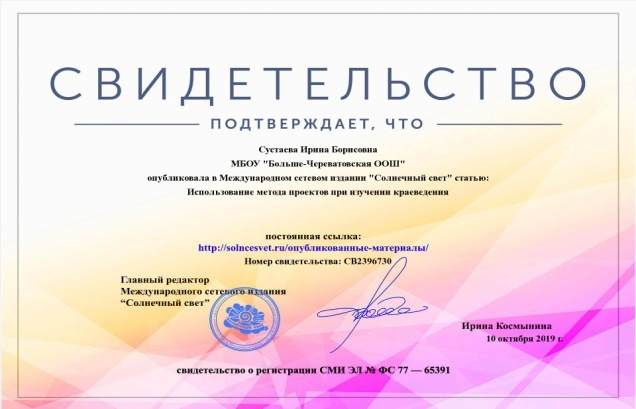 СВИДЕТЕЛЬСТВО
ПОДТВЕРЖДАЕТ, ЧТО
Сустаева Ирина Борисовна
МБОУ "Больше-Череватовская ООШ"
опубликовала в Международном сетевом издании "Солнечный свет" статью:
Использование метода проектов при изучении краеведения
постоянная ссылка:
http://solncesvet.ru/опубликованные-материалы/
Номер свидетельства: СВ2396730
Главный редактор
Международного сетевого издания
“Солнечный свет”
Ирина Космынина
10 октября 2019 г.
свидетельство о регистрации СМИ ЭЛ № ФС 77 — 65391